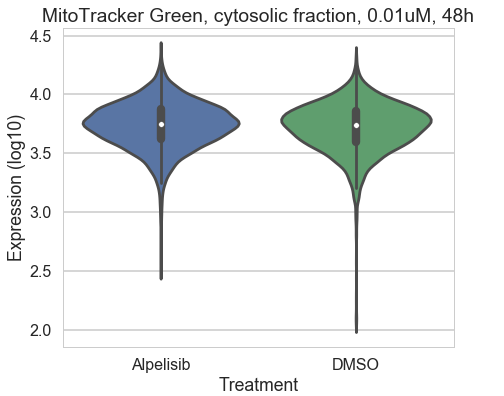 MitoTracker Green, cytosolic fraction, 0.01uM, 48h
4.5
4.0
3.5
3.0
2.5
2.0
Expression (log10)
Alpelisib DMSO
Treatment